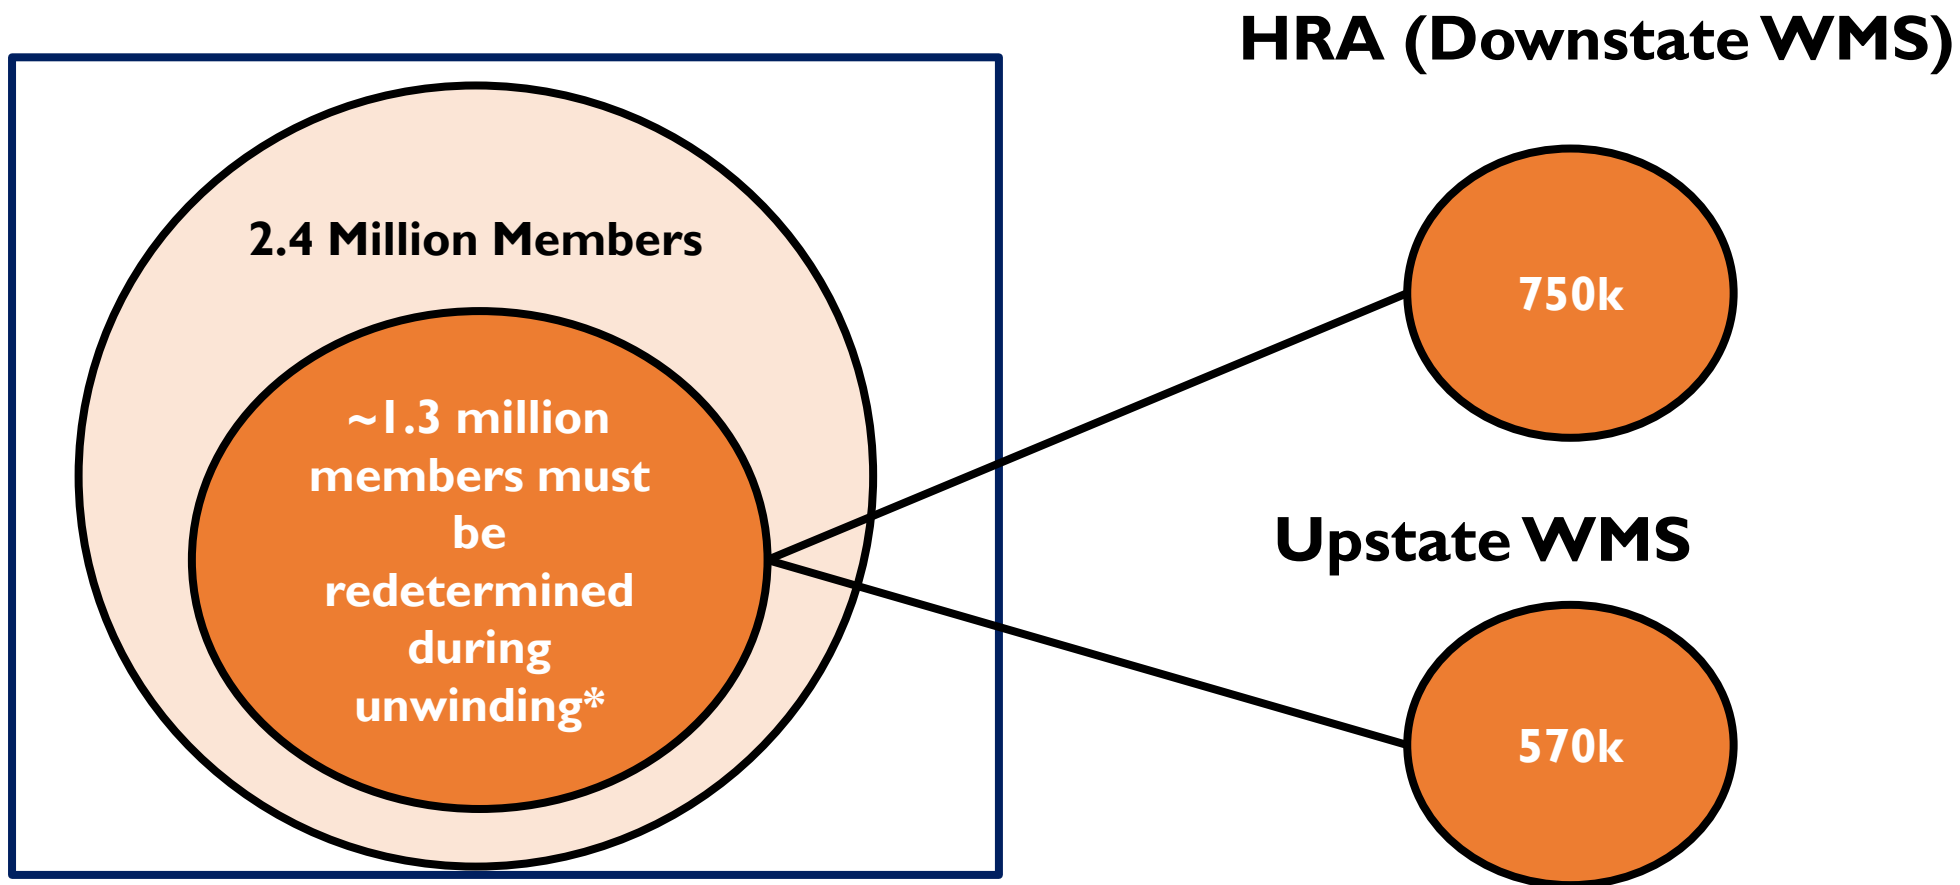 HRA (Downstate WMS)
2.4 Million Members
~1.3 million
members must
be
redetermined
during
unwinding*
750k
Upstate WMS
570k